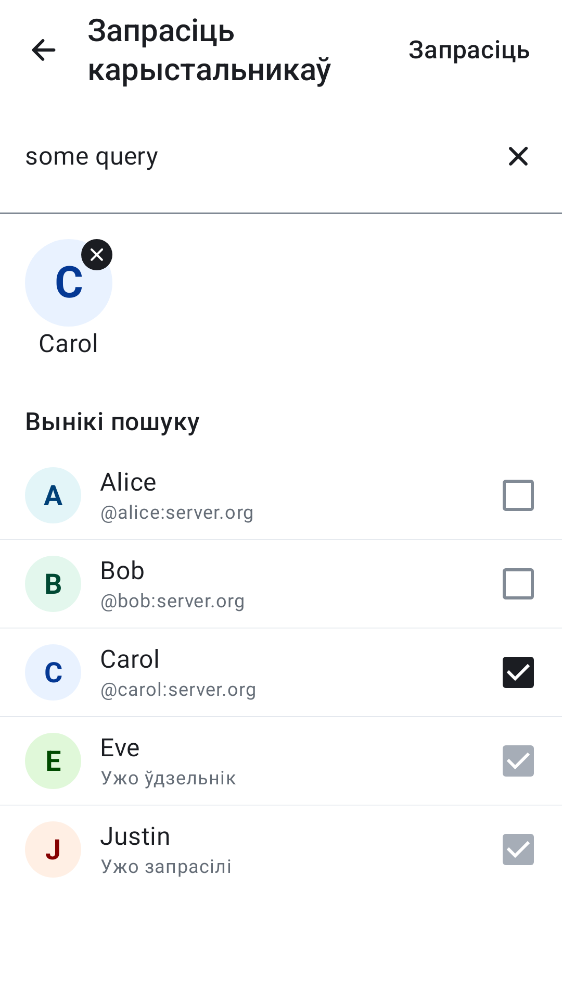 Запрасіць
карыстальнікаў
Запрасіць
some query
C
Carol
Вынікі пошуку
A
Alice
@alice:server.org
B
Bob
@bob:server.org
C
Carol
@carol:server.org
E
Eve
Ужо ўдзельнік
J
Justin
Ужо запрасілі